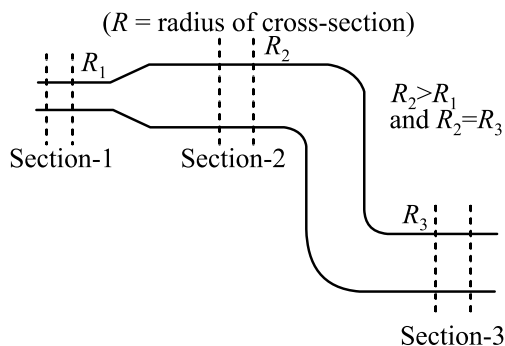 (R = radius of cross-section)
R₁
R₂
R₂>R₁
and R₂=R₃
Section-1
Section-2
R₃
Section-3